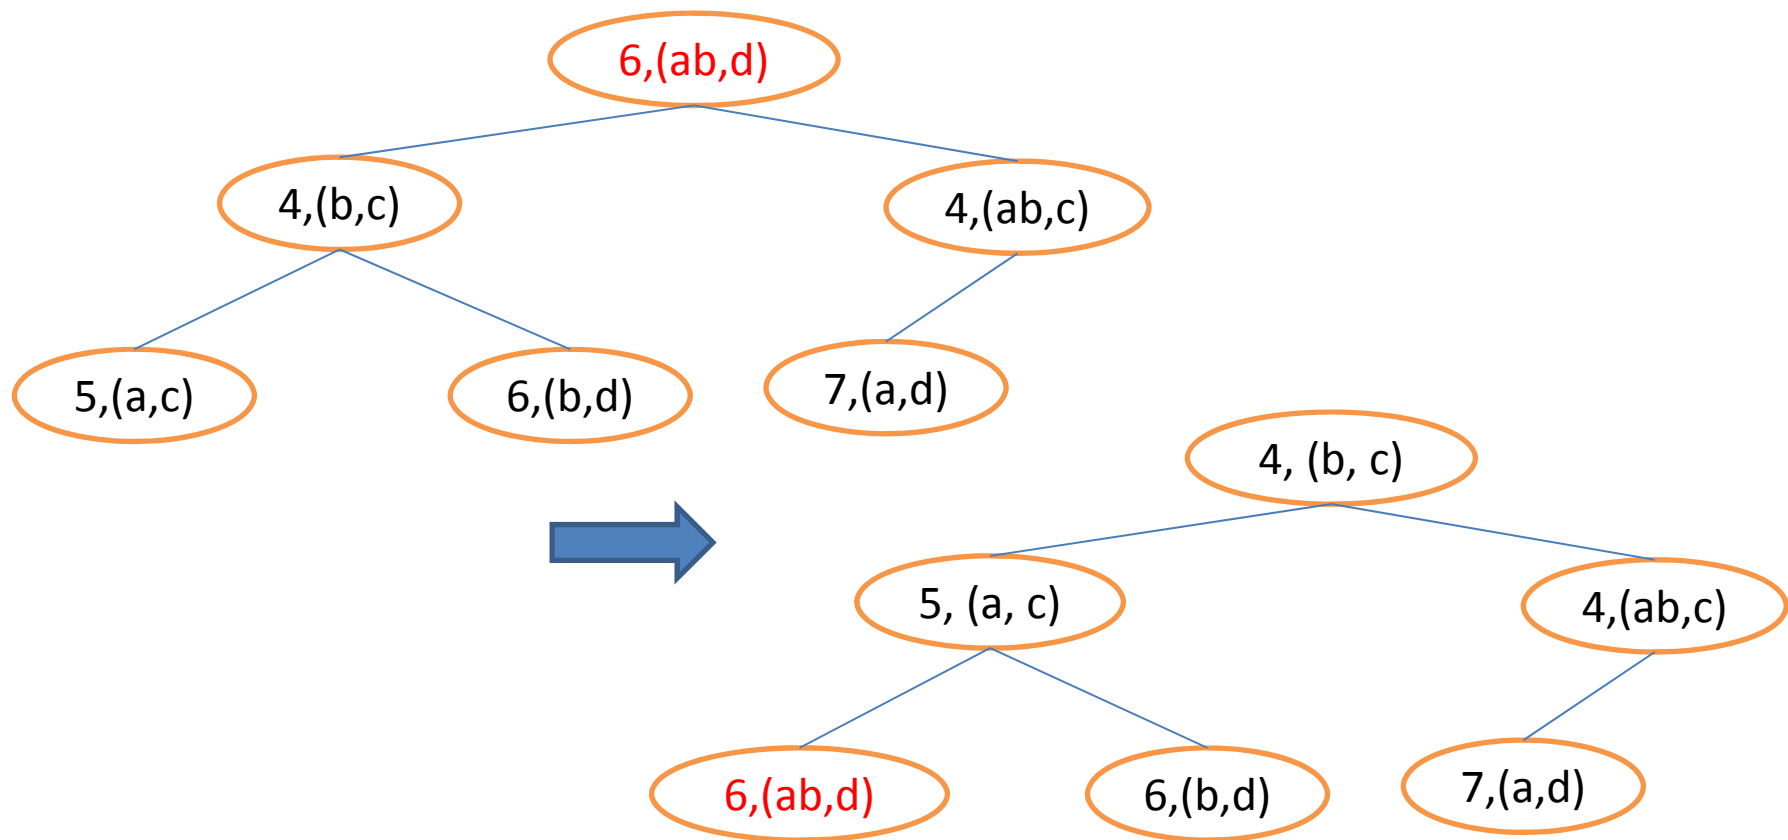 6,(ab,d)
4,(b,c)
4,(ab,c)
5,(a,c)
6,(b,d)
7,(a,d)
4, (b, c)
5, (a, c)
4,(ab,c)
6,(ab,d)
6,(b,d)
7,(a,d)